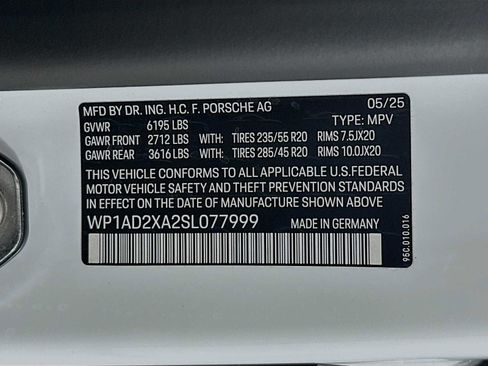 MFD BY DR. ING. H.C. F. PORSCHE AG 05/25
GVWR 6195 LBS TYPE: MPV
GAWR FRONT 2712 LBS WITH: TIRES 235/55 R20 RIMS 7.5JX20
GAWR REAR 3616 LBS WITH: TIRES 285/45 R20 RIMS 10.0JX20
THIS VEHICLE CONFORMS TO ALL APPLICABLE U.S.FEDERAL
MOTOR VEHICLE SAFETY AND THEFT PREVENTION STANDARDS
IN EFFECT ON THE DATE OF MANUFACTURE SHOWN ABOVE
WP1AD2XA2SL077999 MADE IN GERMANY
95C.010.016